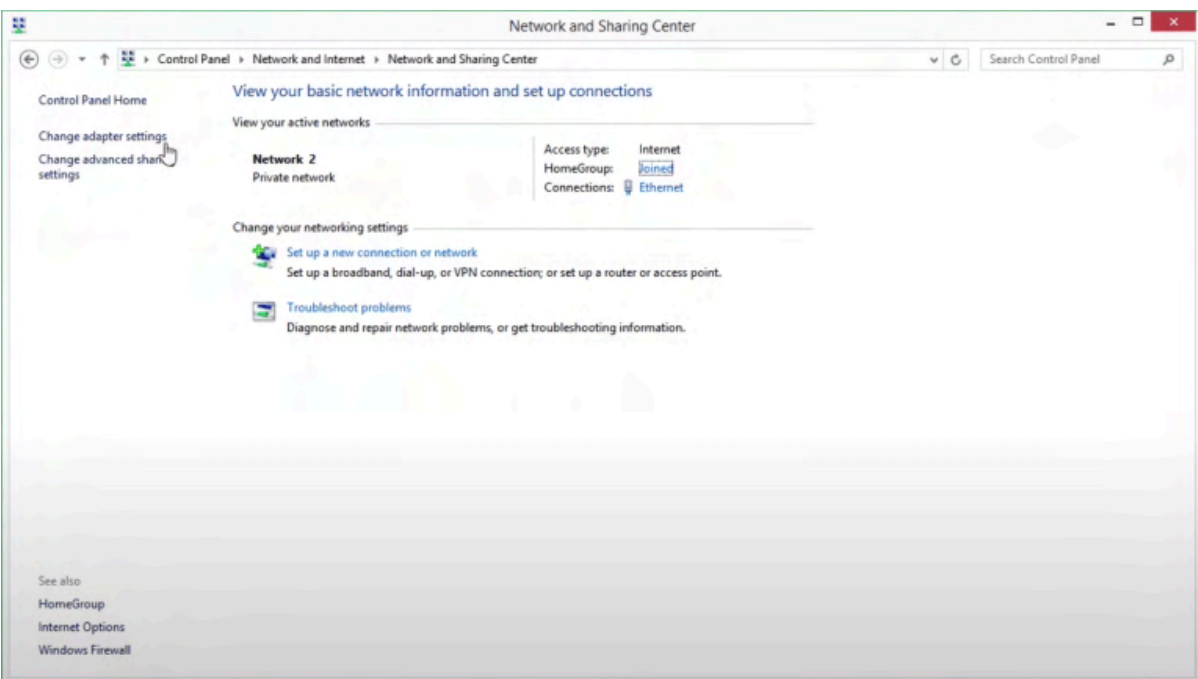 Network and Sharing Center
Control Panel Network and Internet Network and Sharing Center
Search Control Panel
Control Panel Home
Change adapter settings
Change advanced
settings
View your basic network information and set up connections
View your active networks
Network 2
Private network
Access type: Internet
HomeGroup: Joined
Connections: Ethernet
Change your networking settings
Set up a new connection or network
Set up a broadband, dial-up, or VPN connection; or set up a router or access point.
Troubleshoot problems
Diagnose and repair network problems, or get troubleshooting information.
See also
HomeGroup
Internet Options
Windows Firewall